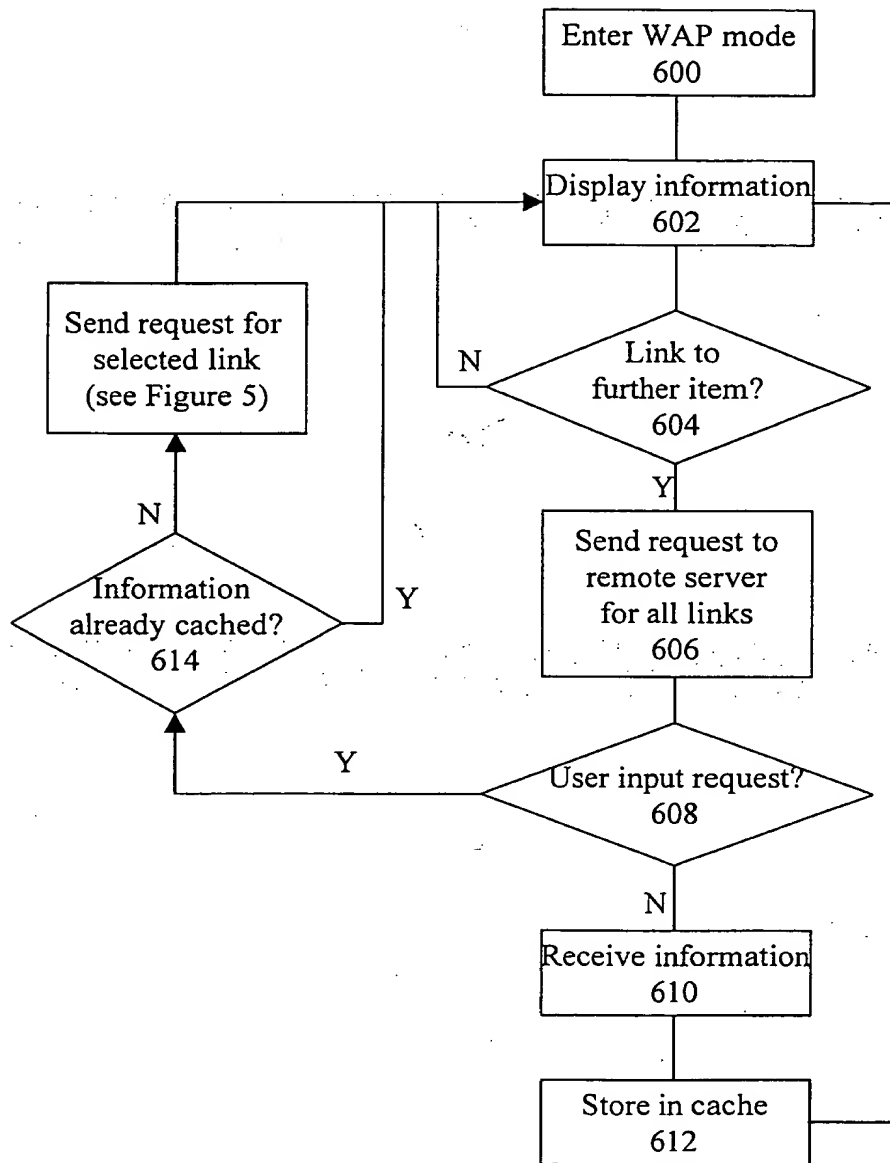 Enter WAP mode
600
Display information
602
Send request for
selected link
(see Figure 5)
N
Link to
further item?
604
Y
N
Send request to
remote server
for all links
606
Information
already cached?
614
Y
Y
User input request?
608
N
Receive information
610
Store in cache
612